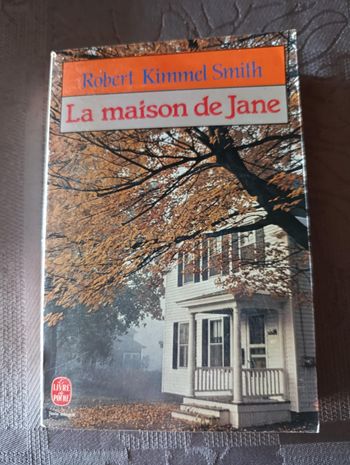 Robert Kimmel Smith
La maison de Jane
LE
LIVRE
DE
POCHE